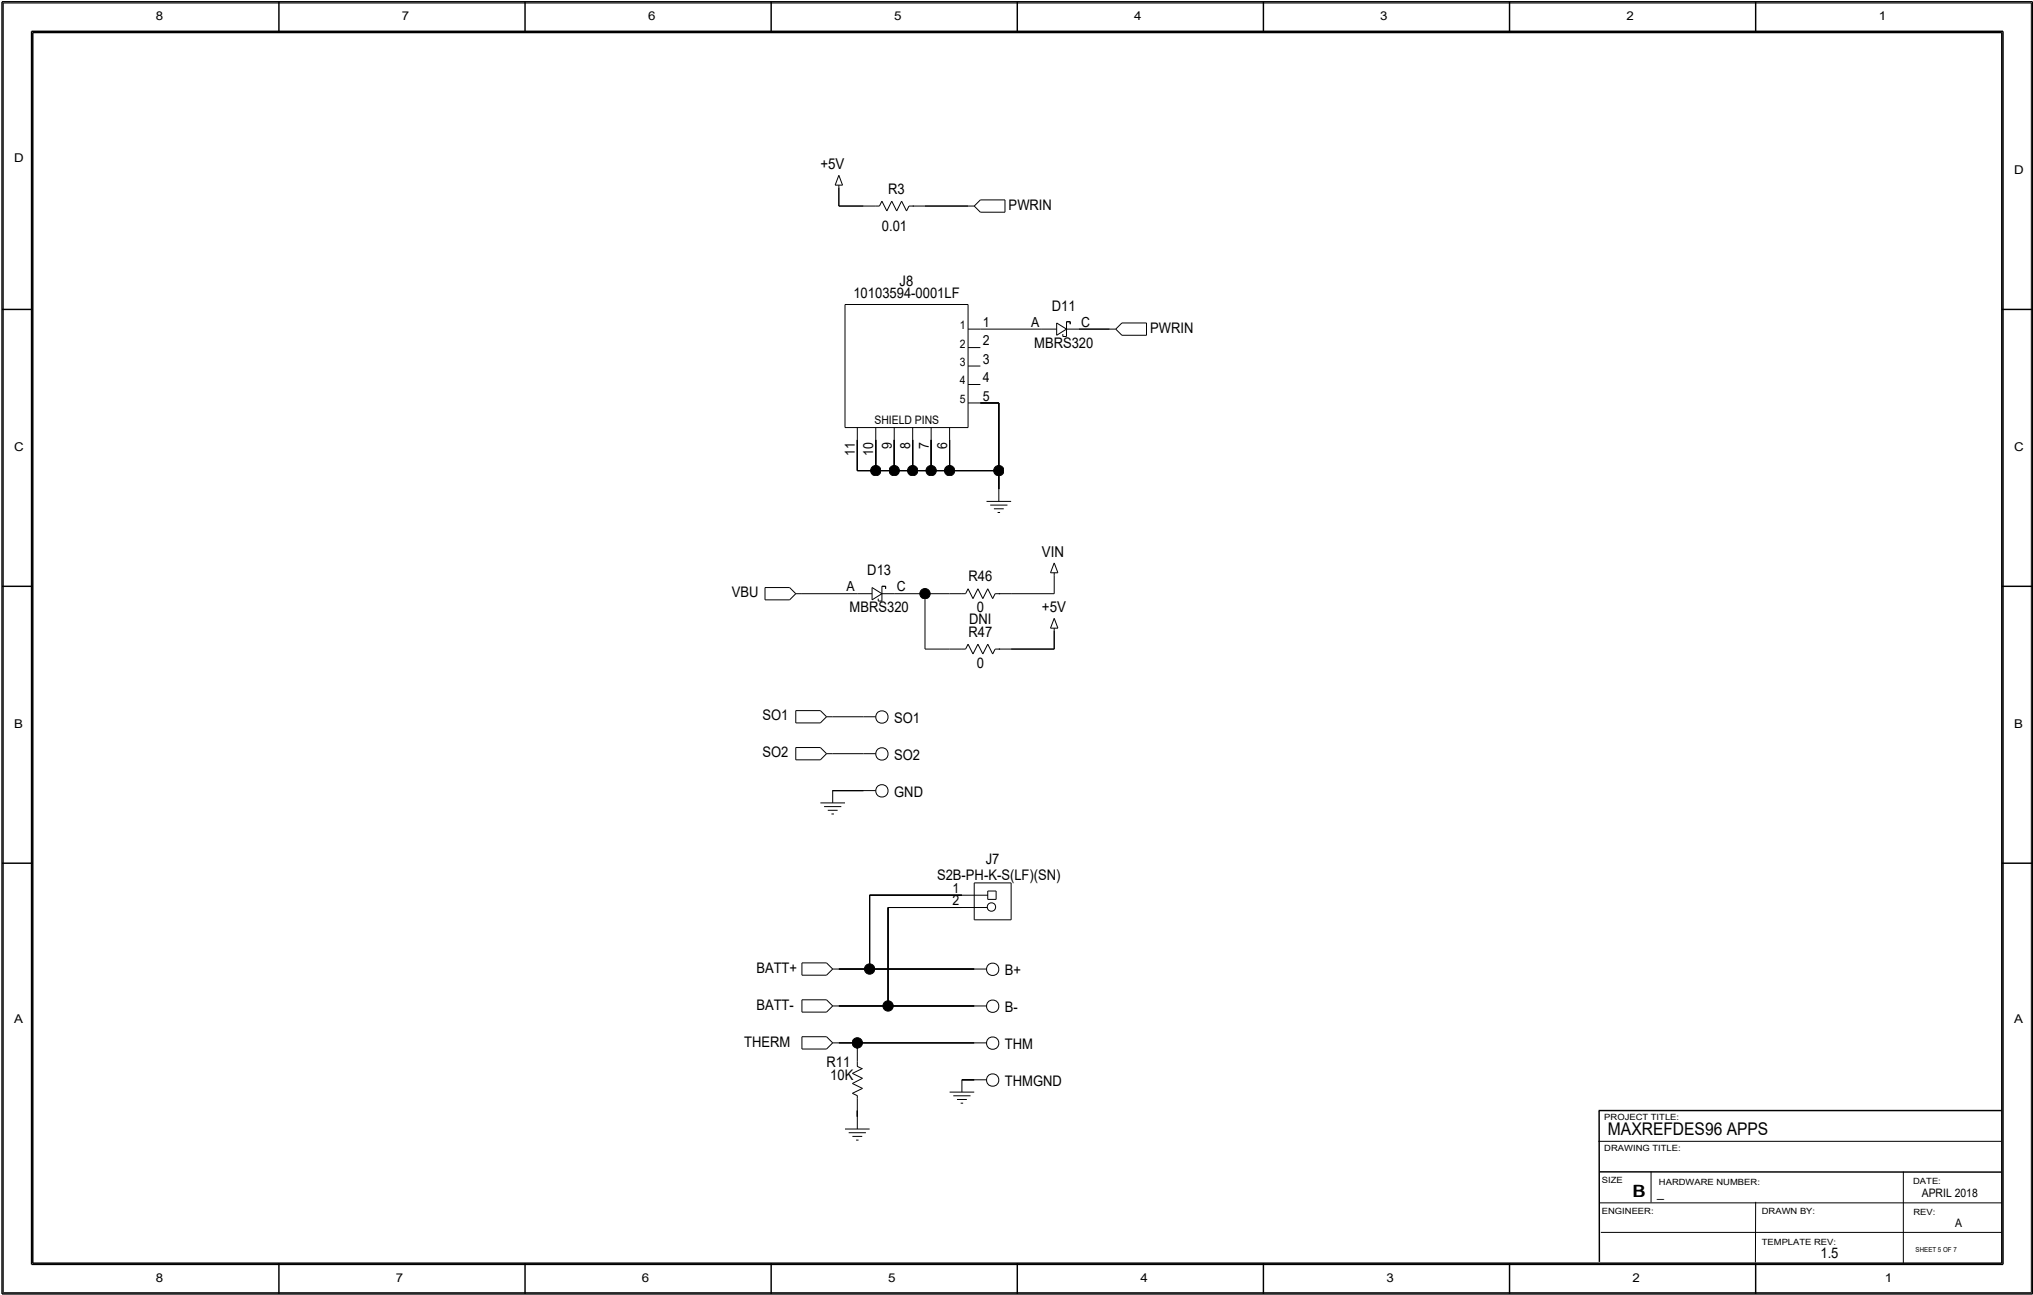 8 7 6 5 4 3 2 1
D D
+5V
R3
PWRIN
0.01
J8
10103594-0001LF
D11
1 1 A C PWRIN
MBRS320
2 2
3 3
4 4
5 5
SHIELD PINS
11 10 9 8 7 6
C C
VIN
D13 R46
VBU A C
MBRS320 0 +5V
DNI
R47
0
B B
SO1 SO1
SO2 SO2
GND
J7
S2B-PH-K-S(LF)(SN)
1
2
BATT+ B+
BATT- B-
A A
THERM THM
R11
10K
THMGND
PROJECT TITLE:
MAXREFDES96 APPS
DRAWING TITLE:
SIZE B HARDWARE NUMBER: _ DATE: APRIL 2018
ENGINEER: DRAWN BY: REV: A
TEMPLATE REV: 1.5 SHEET 5 OF 7
8 7 6 5 4 3 2 1